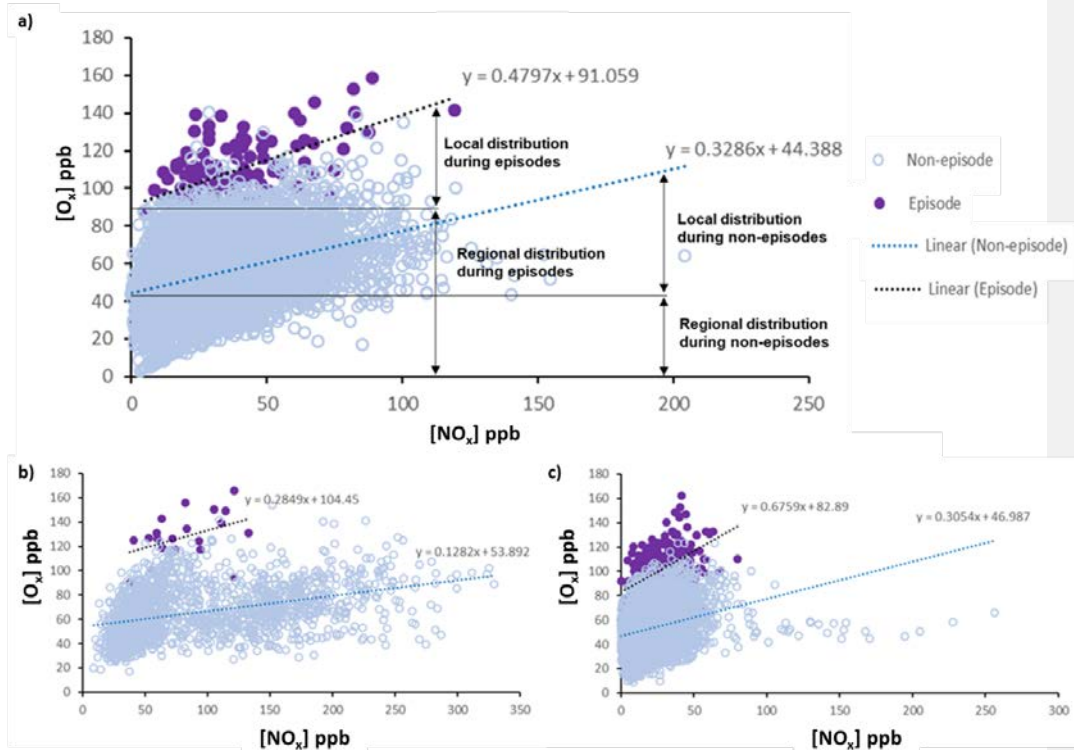 a)
180
160
140
120
100
80
60
40
20
0
[Oₓ] ppb
y = 0.4797x + 91.059
Local distribution
during episodes
y = 0.3286x + 44.388
Local distribution
during non-episodes
Regional distribution
during episodes
Regional distribution
during non-episodes
0 50 100 150 200 250
[NOₓ] ppb
Non-episode
Episode
Linear (Non-episode)
Linear (Episode)
b)
180
160
140
120
100
80
60
40
20
0
[Oₓ] ppb
y = 0.2849x + 104.45
y = 0.1282x + 53.892
0 50 100 150 200 250 300 350
[NOₓ] ppb
c)
180
160
140
120
100
80
60
40
20
0
[Oₓ] ppb
y = 0.6759x + 82.89
y = 0.3054x + 46.987
0 50 100 150 200 250 300
[NOₓ] ppb